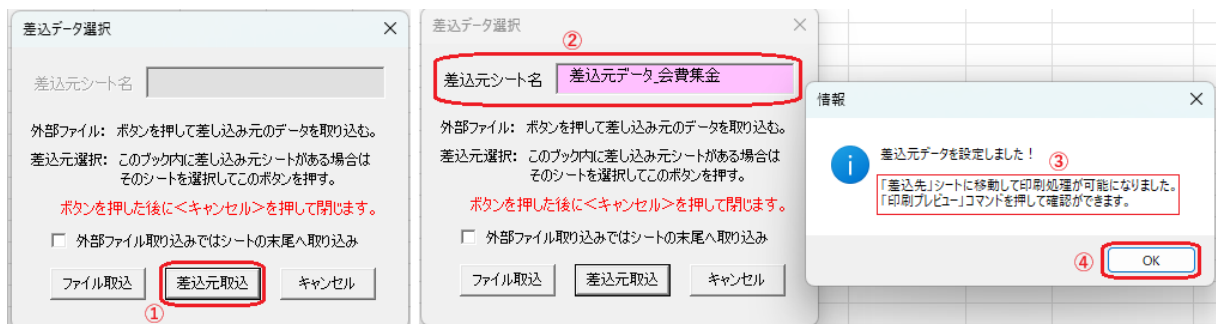 差込データ選択
差込元シート名
外部ファイル: ボタンを押して差し込み元のデータを取り込む。
差込元選択: このブック内に差し込み元シートがある場合は
そのシートを選択してこのボタンを押す。
ボタンを押した後に<キャンセル>を押して閉じます。
外部ファイル取り込みではシートの末尾へ取り込み
ファイル取込
差込元取込
キャンセル
①
差込データ選択
②
差込元シート名
差込元データ_会費集金
外部ファイル: ボタンを押して差し込み元のデータを取り込む。
差込元選択: このブック内に差し込み元シートがある場合は
そのシートを選択してこのボタンを押す。
ボタンを押した後に<キャンセル>を押して閉じます。
外部ファイル取り込みではシートの末尾へ取り込み
ファイル取込
差込元取込
キャンセル
情報
差込元データを設定しました!
③
「差込先」シートに移動して印刷処理が可能になりました。
「印刷プレビュー」コマンドを押して確認ができます。
④
OK